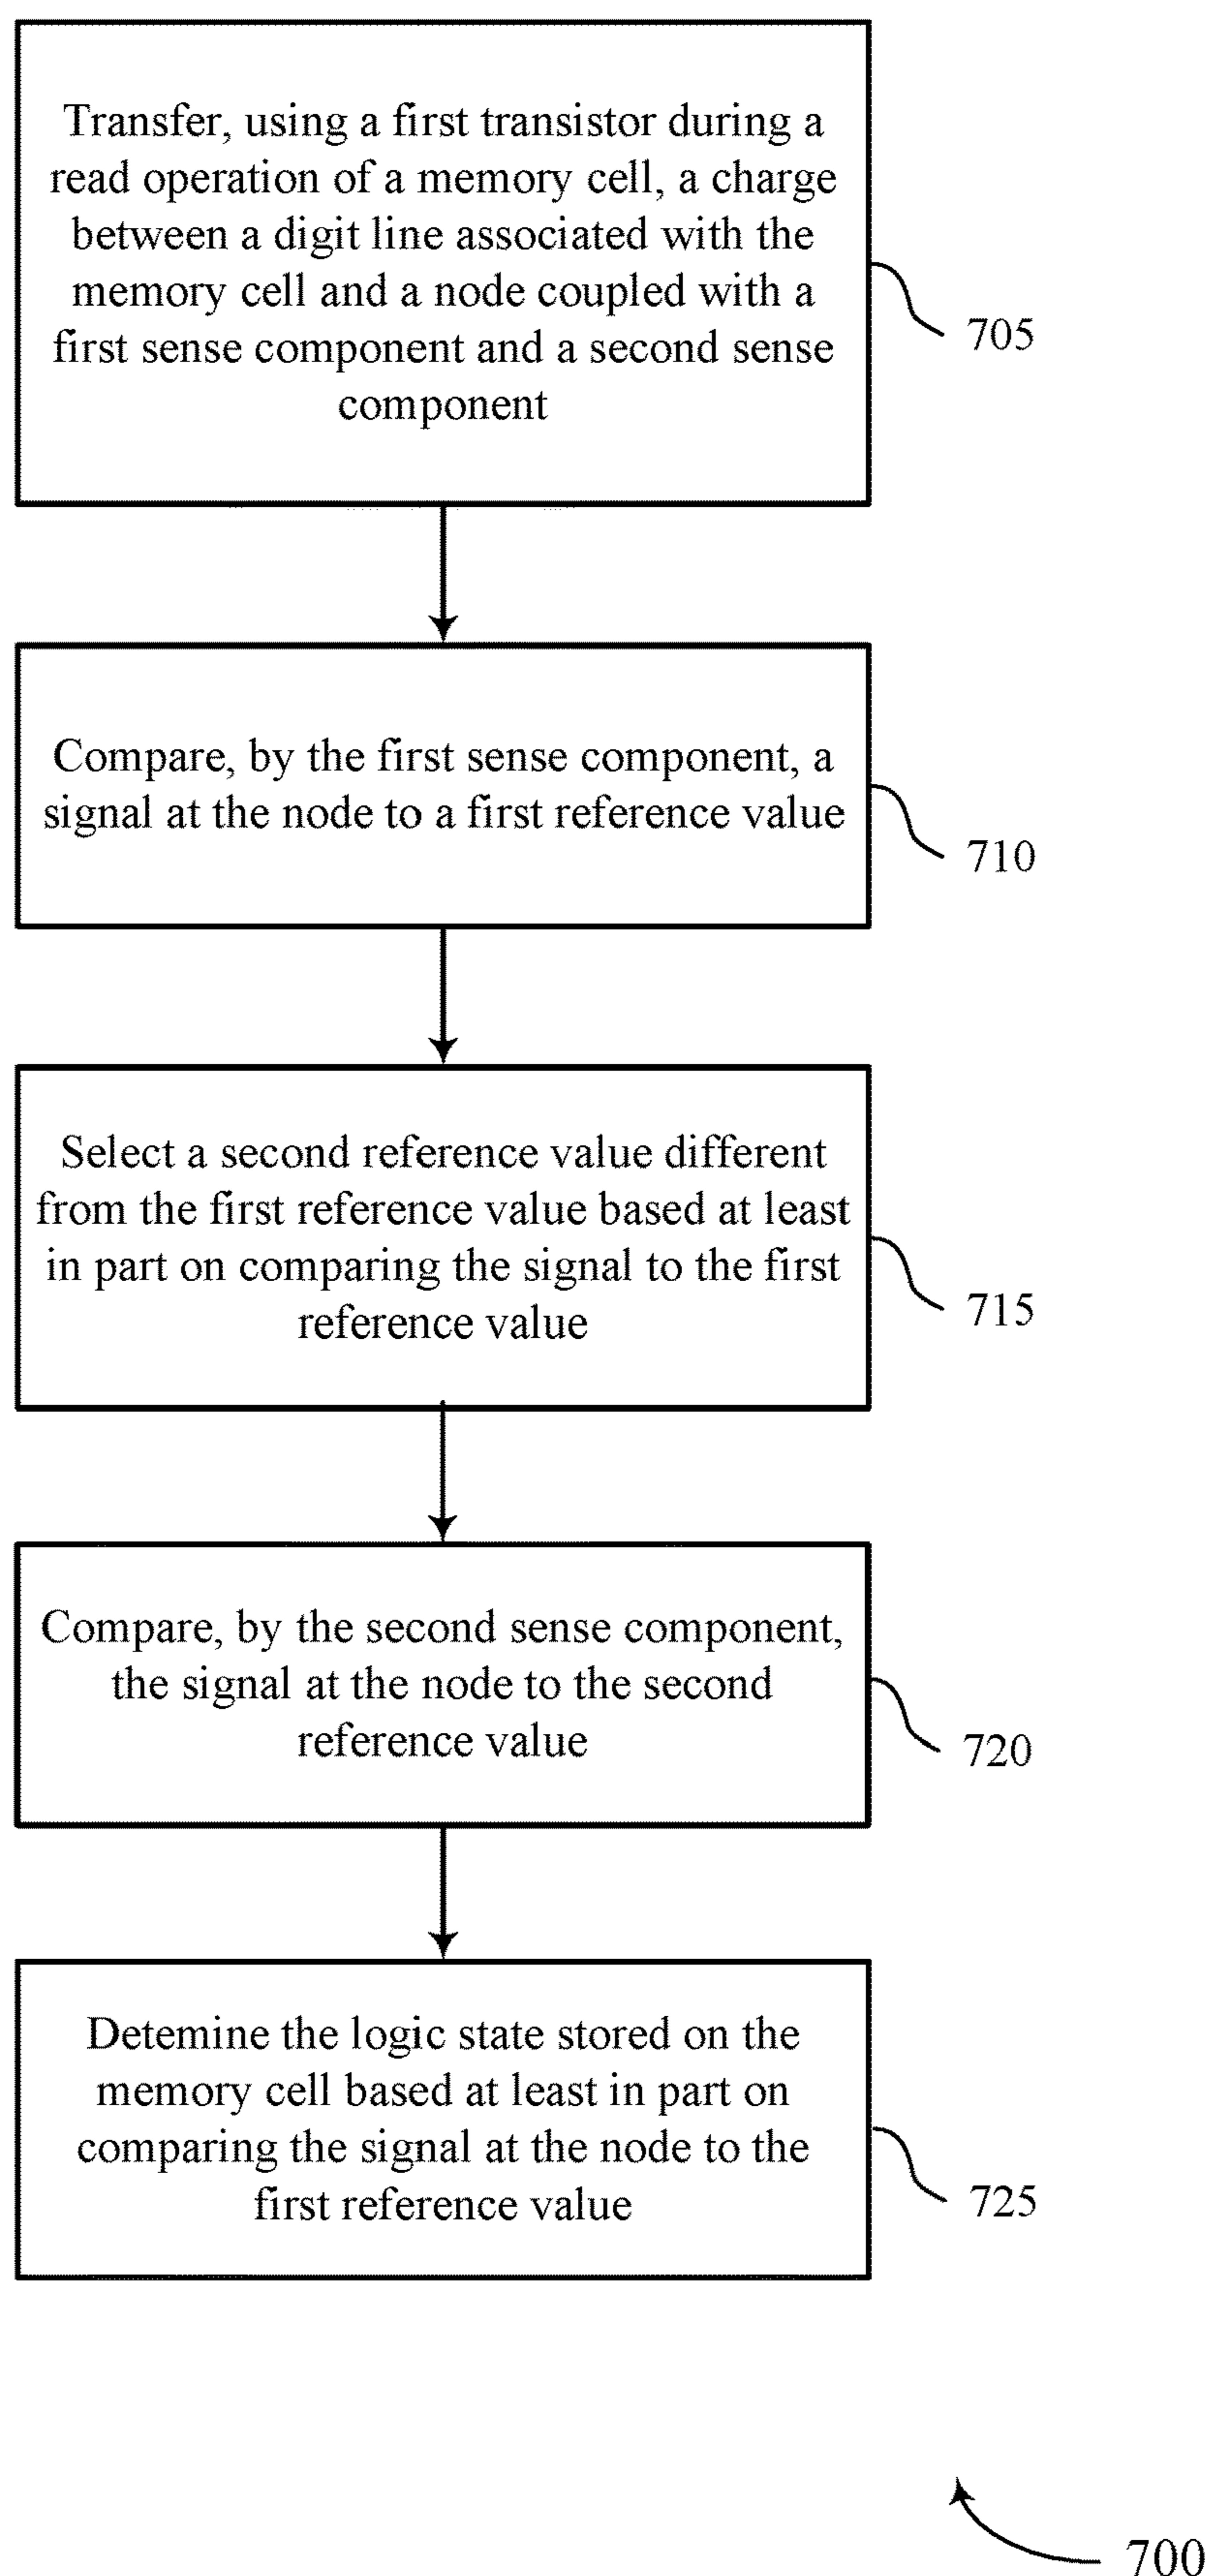 Transfer, using a first transistor during a
read operation of a memory cell, a charge
between a digit line associated with the
memory cell and a node coupled with a
first sense component and a second sense
component
705
Compare, by the first sense component, a
signal at the node to a first reference value
710
Select a second reference value different
from the first reference value based at least
in part on comparing the signal to the first
reference value
715
Compare, by the second sense component,
the signal at the node to the second
reference value
720
Detemine the logic state stored on the
memory cell based at least in part on
comparing the signal at the node to the
first reference value
725
700